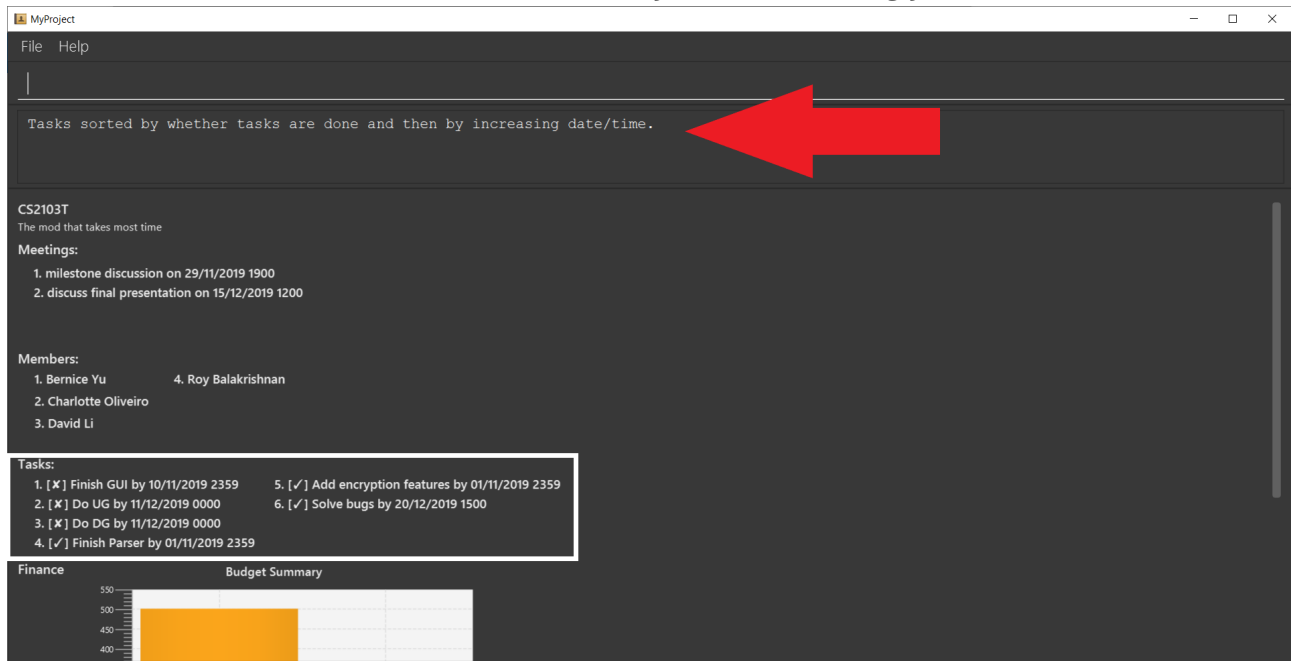 MyProject
File Help
Tasks sorted by whether tasks are done and then by increasing date/time.
CS2103T
The mod that takes most time
Meetings:
1. milestone discussion on 29/11/2019 1900
2. discuss final presentation on 15/12/2019 1200
Members:
1. Bernice Yu
2. Charlotte Oliveiro
3. David Li
4. Roy Balakrishnan
Tasks:
1. [✘] Finish GUI by 10/11/2019 2359
2. [✘] Do UG by 11/12/2019 0000
3. [✘] Do DG by 11/12/2019 0000
4. [✓] Finish Parser by 01/11/2019 2359
5. [✓] Add encryption features by 01/11/2019 2359
6. [✓] Solve bugs by 20/12/2019 1500
Finance
Budget Summary
550
500
450
400